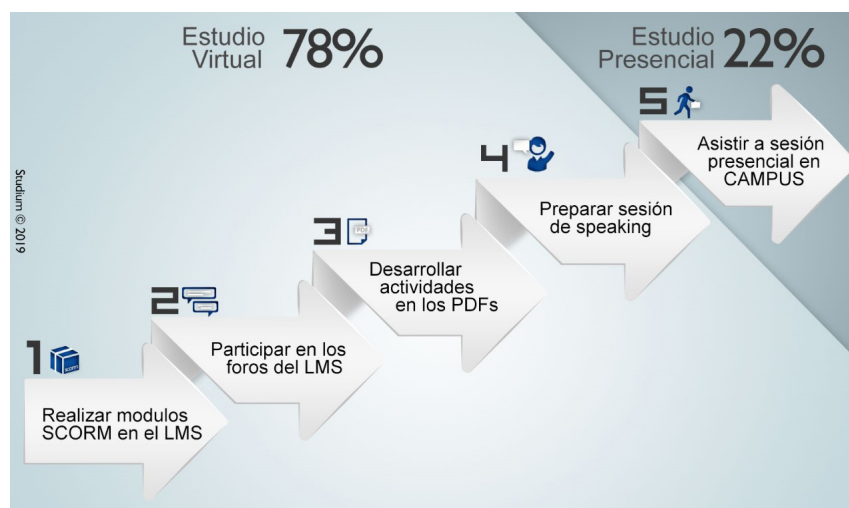 Estudio
Virtual 78%
Estudio
Presencial 22%
5
Asistir a sesión
presencial en
CAMPUS
4
Preparar sesión
de speaking
3
PDF
Desarrollar
actividades
en los PDFs
2
Participar en los
foros del LMS
1
Realizar modulos
SCORM en el LMS
Studium © 2019